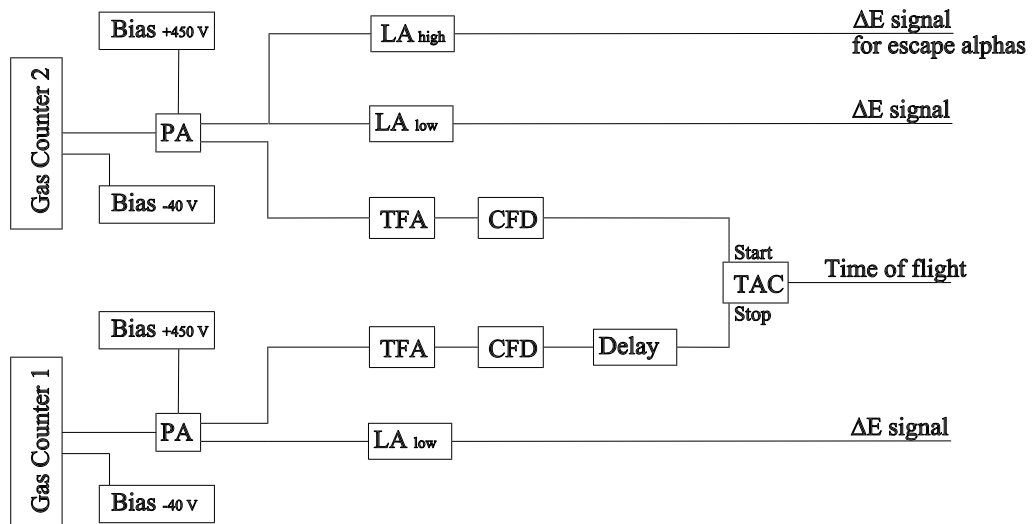 Bias +450 V
LA high
ΔE signal
for escape alphas
Gas Counter 2
PA
LA low
ΔE signal
Bias -40 V
TFA
CFD
Start
TAC
Time of flight
Stop
Bias +450 V
TFA
CFD
Delay
Gas Counter 1
PA
LA low
ΔE signal
Bias -40 V